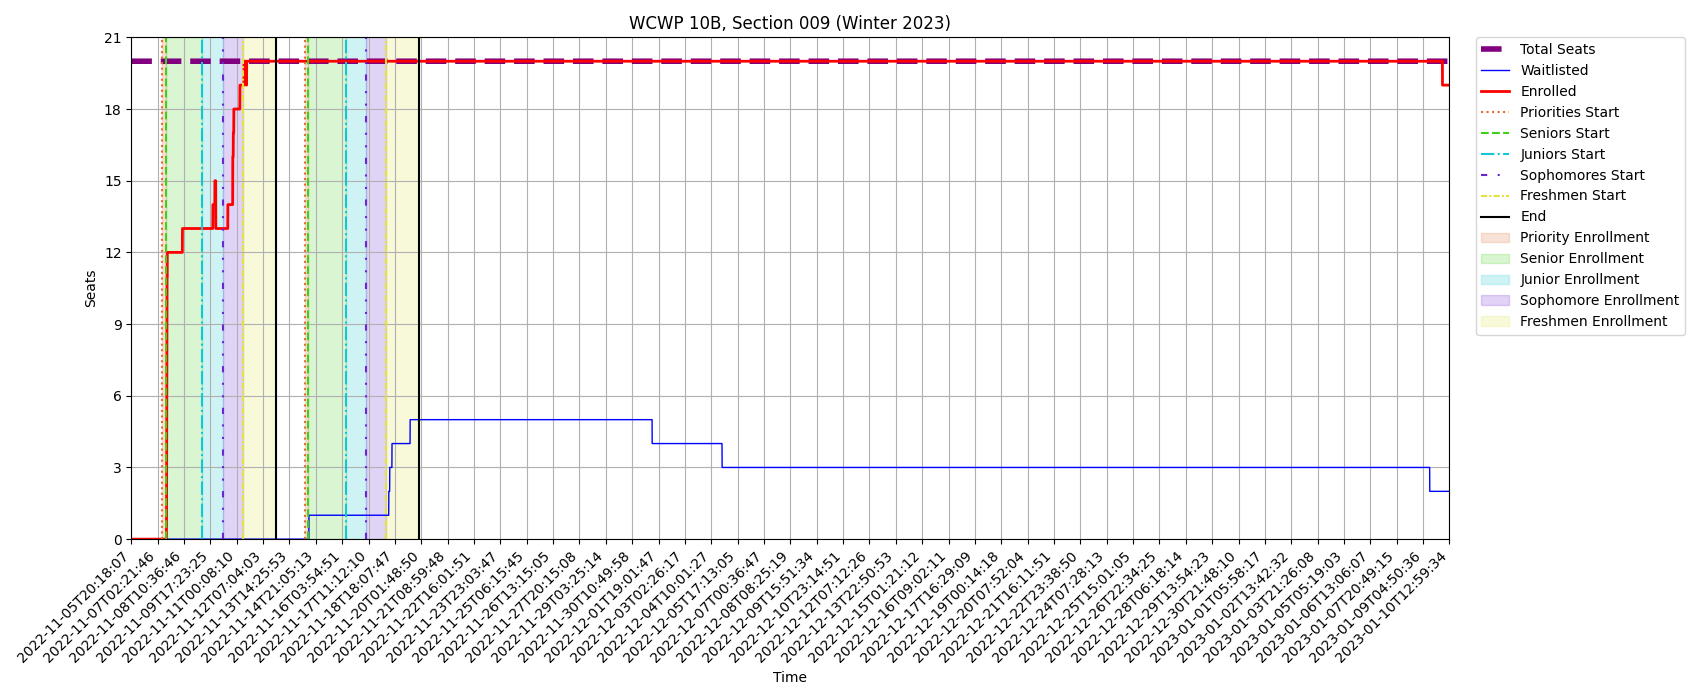 WCWP 10B, Section 009 (Winter 2023)
21
18
15
12
9
6
3
0
Seats
2022-11-05T20:18:07
2022-11-07T02:21:46
2022-11-08T10:36:46
2022-11-09T17:23:25
2022-11-11T00:08:10
2022-11-12T07:04:03
2022-11-13T14:25:53
2022-11-14T21:05:13
2022-11-16T03:54:51
2022-11-17T11:12:10
2022-11-18T18:07:47
2022-11-20T01:48:50
2022-11-21T08:59:48
2022-11-22T16:01:51
2022-11-23T23:03:47
2022-11-25T06:15:45
2022-11-26T13:15:05
2022-11-27T20:15:08
2022-11-29T03:25:14
2022-11-30T10:49:58
2022-12-01T19:01:47
2022-12-03T02:26:17
2022-12-04T10:01:27
2022-12-05T17:13:05
2022-12-07T00:36:47
2022-12-08T08:25:19
2022-12-09T15:51:34
2022-12-10T23:14:51
2022-12-12T07:12:26
2022-12-13T22:50:53
2022-12-15T01:21:12
2022-12-16T09:02:11
2022-12-17T16:29:09
2022-12-19T00:14:18
2022-12-20T07:52:04
2022-12-21T16:11:51
2022-12-22T23:38:50
2022-12-24T07:28:13
2022-12-25T15:01:05
2022-12-26T22:34:25
2022-12-28T06:18:14
2022-12-29T13:54:23
2022-12-30T21:48:10
2023-01-01T05:58:17
2023-01-02T13:42:32
2023-01-03T21:26:08
2023-01-05T05:19:03
2023-01-06T13:06:07
2023-01-07T20:49:15
2023-01-09T04:50:36
2023-01-10T12:59:34
Time
Total Seats
Waitlisted
Enrolled
Priorities Start
Seniors Start
Juniors Start
Sophomores Start
Freshmen Start
End
Priority Enrollment
Senior Enrollment
Junior Enrollment
Sophomore Enrollment
Freshmen Enrollment